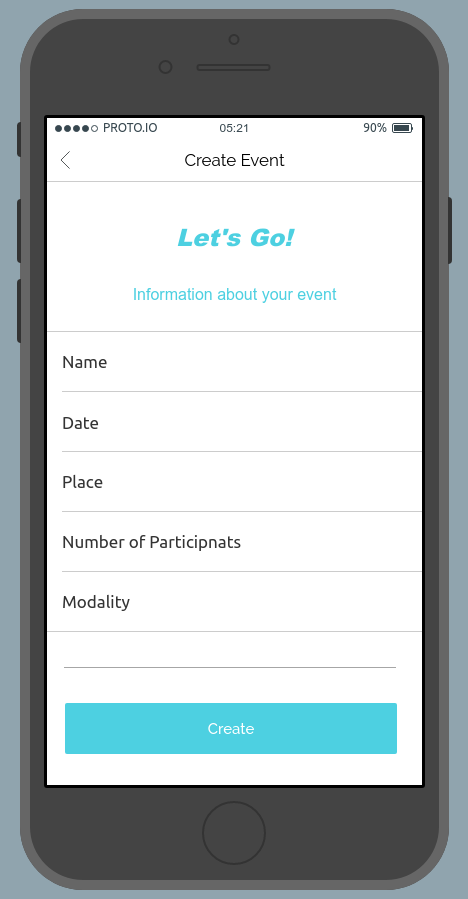 PROTO.IO 05:21 90%
Create Event
Let's Go!
Information about your event
Name
Date
Place
Number of Participnats
Modality
Create